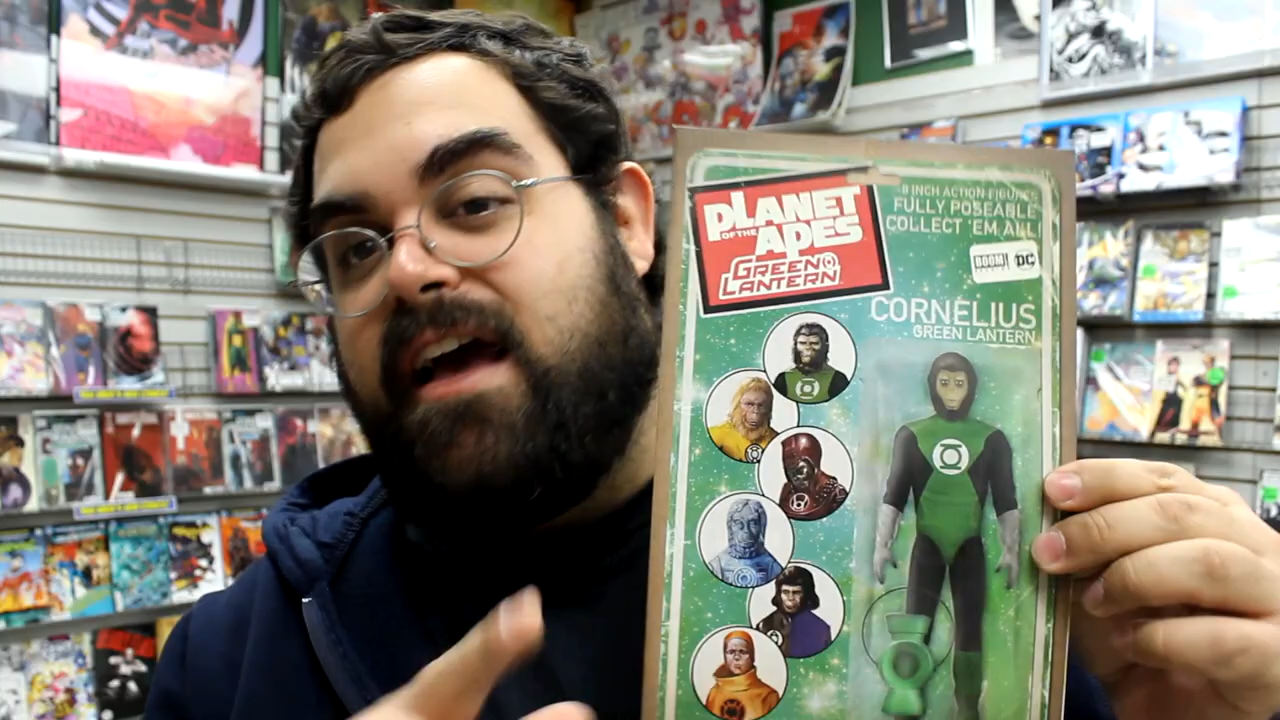 PLANET
OF THE
APES
GREEN
LANTERN
8 INCH ACTION FIGURES
FULLY POSEABLE
COLLECT 'EM ALL!
BOOM!
DC
CORNELIUS
GREEN LANTERN